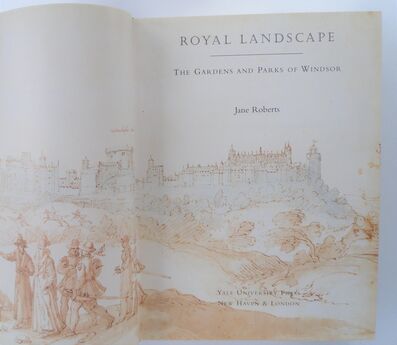 ROYAL LANDSCAPE
THE GARDENS AND PARKS OF WINDSOR
Jane Roberts
YALE UNIVERSITY PRESS
NEW HAVEN & LONDON